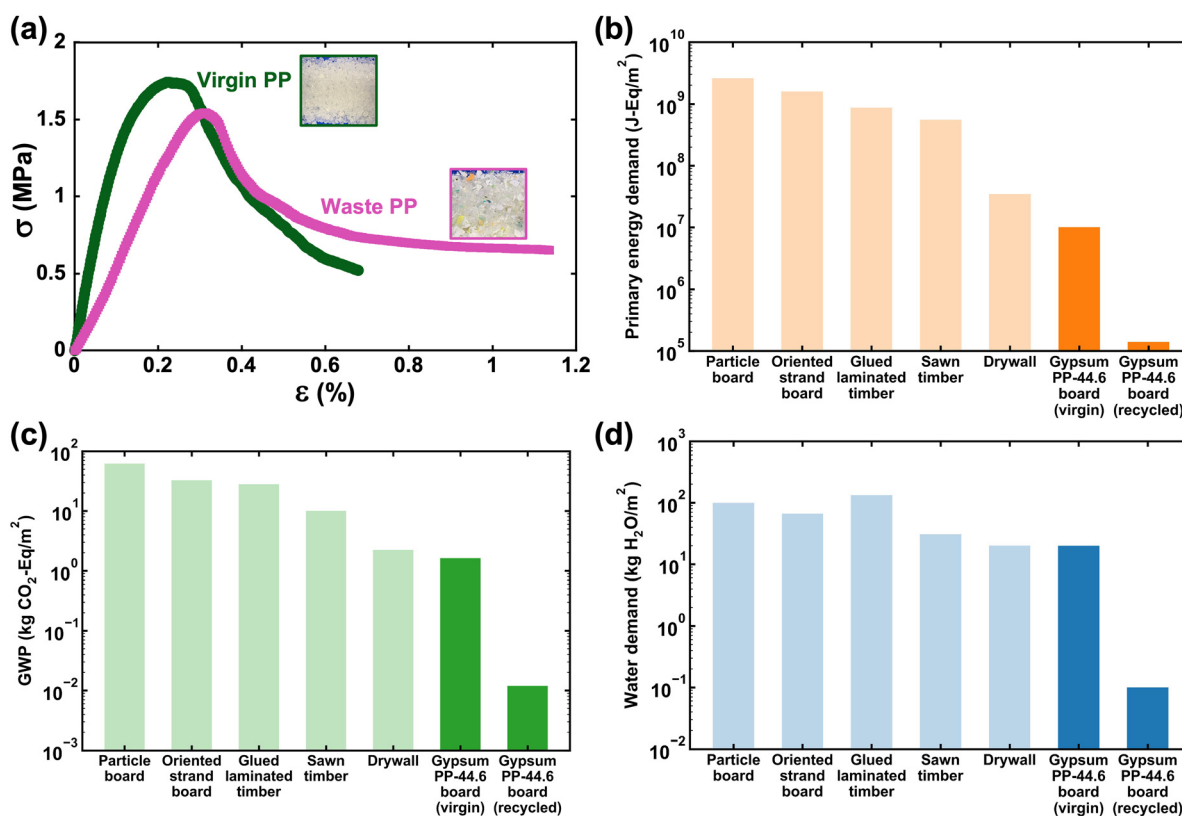 (a)
2
1.5
1
0.5
0
σ (MPa)
Virgin PP
Waste PP
0
0.2
0.4
0.6
0.8
1
1.2
ε (%)
(b)
10^10
10^9
10^8
10^7
10^6
10^5
Primary energy demand (J-Eq/m²)
Particle
board
Oriented
strand
board
Glued
laminated
timber
Sawn
timber
Drywall
Gypsum
PP-44.6
board
(virgin)
Gypsum
PP-44.6
board
(recycled)
(c)
10^2
10^1
10^0
10^−1
10^−2
10^−3
GWP (kg CO₂-Eq/m²)
Particle
board
Oriented
strand
board
Glued
laminated
timber
Sawn
timber
Drywall
Gypsum
PP-44.6
board
(virgin)
Gypsum
PP-44.6
board
(recycled)
(d)
10^3
10^2
10^1
10^0
10^−1
10^−2
Water demand (kg H₂O/m²)
Particle
board
Oriented
strand
board
Glued
laminated
timber
Sawn
timber
Drywall
Gypsum
PP-44.6
board
(virgin)
Gypsum
PP-44.6
board
(recycled)